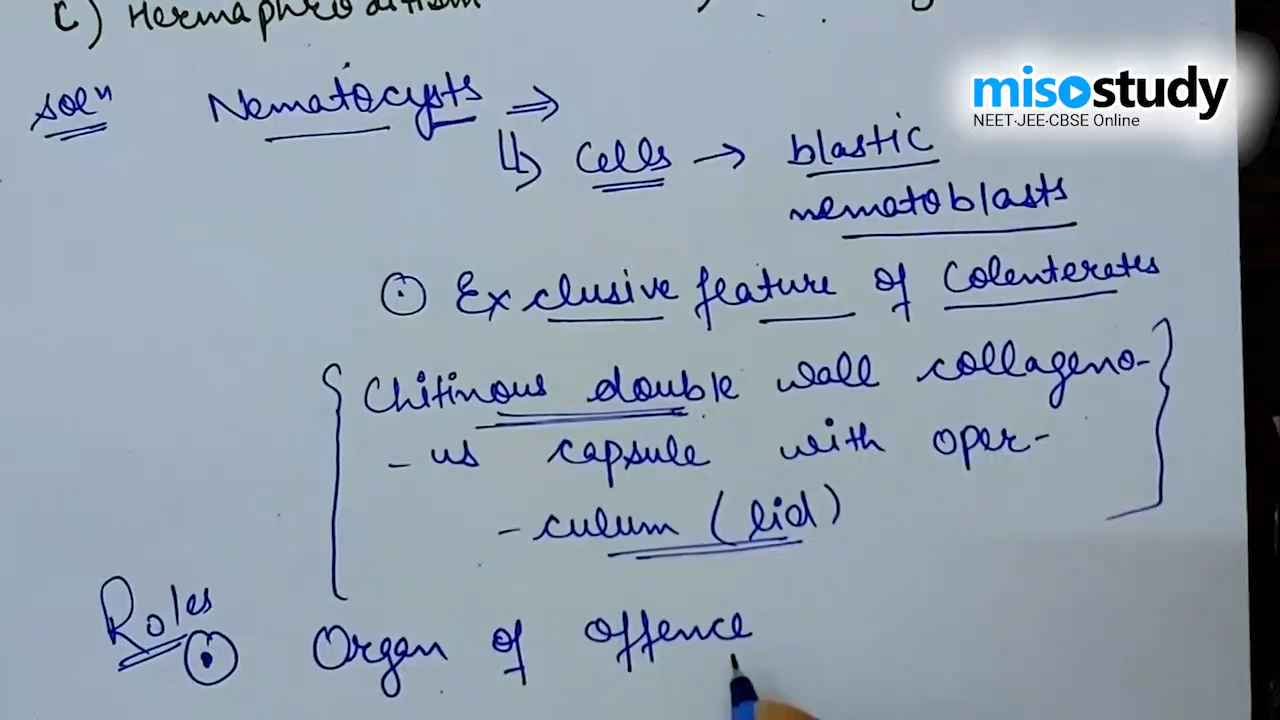 C) Hermaphroditism
misostudy
NEET-JEE-CBSE Online
Solⁿ Nematocysts ⇒
↳ Cells → blastic
nematoblasts
⊙ Exclusive feature of Colenterates
Chitinous double wall collageno-
- us capsule with oper-
- culum (lid)
Roles
⊙ Organ of offence